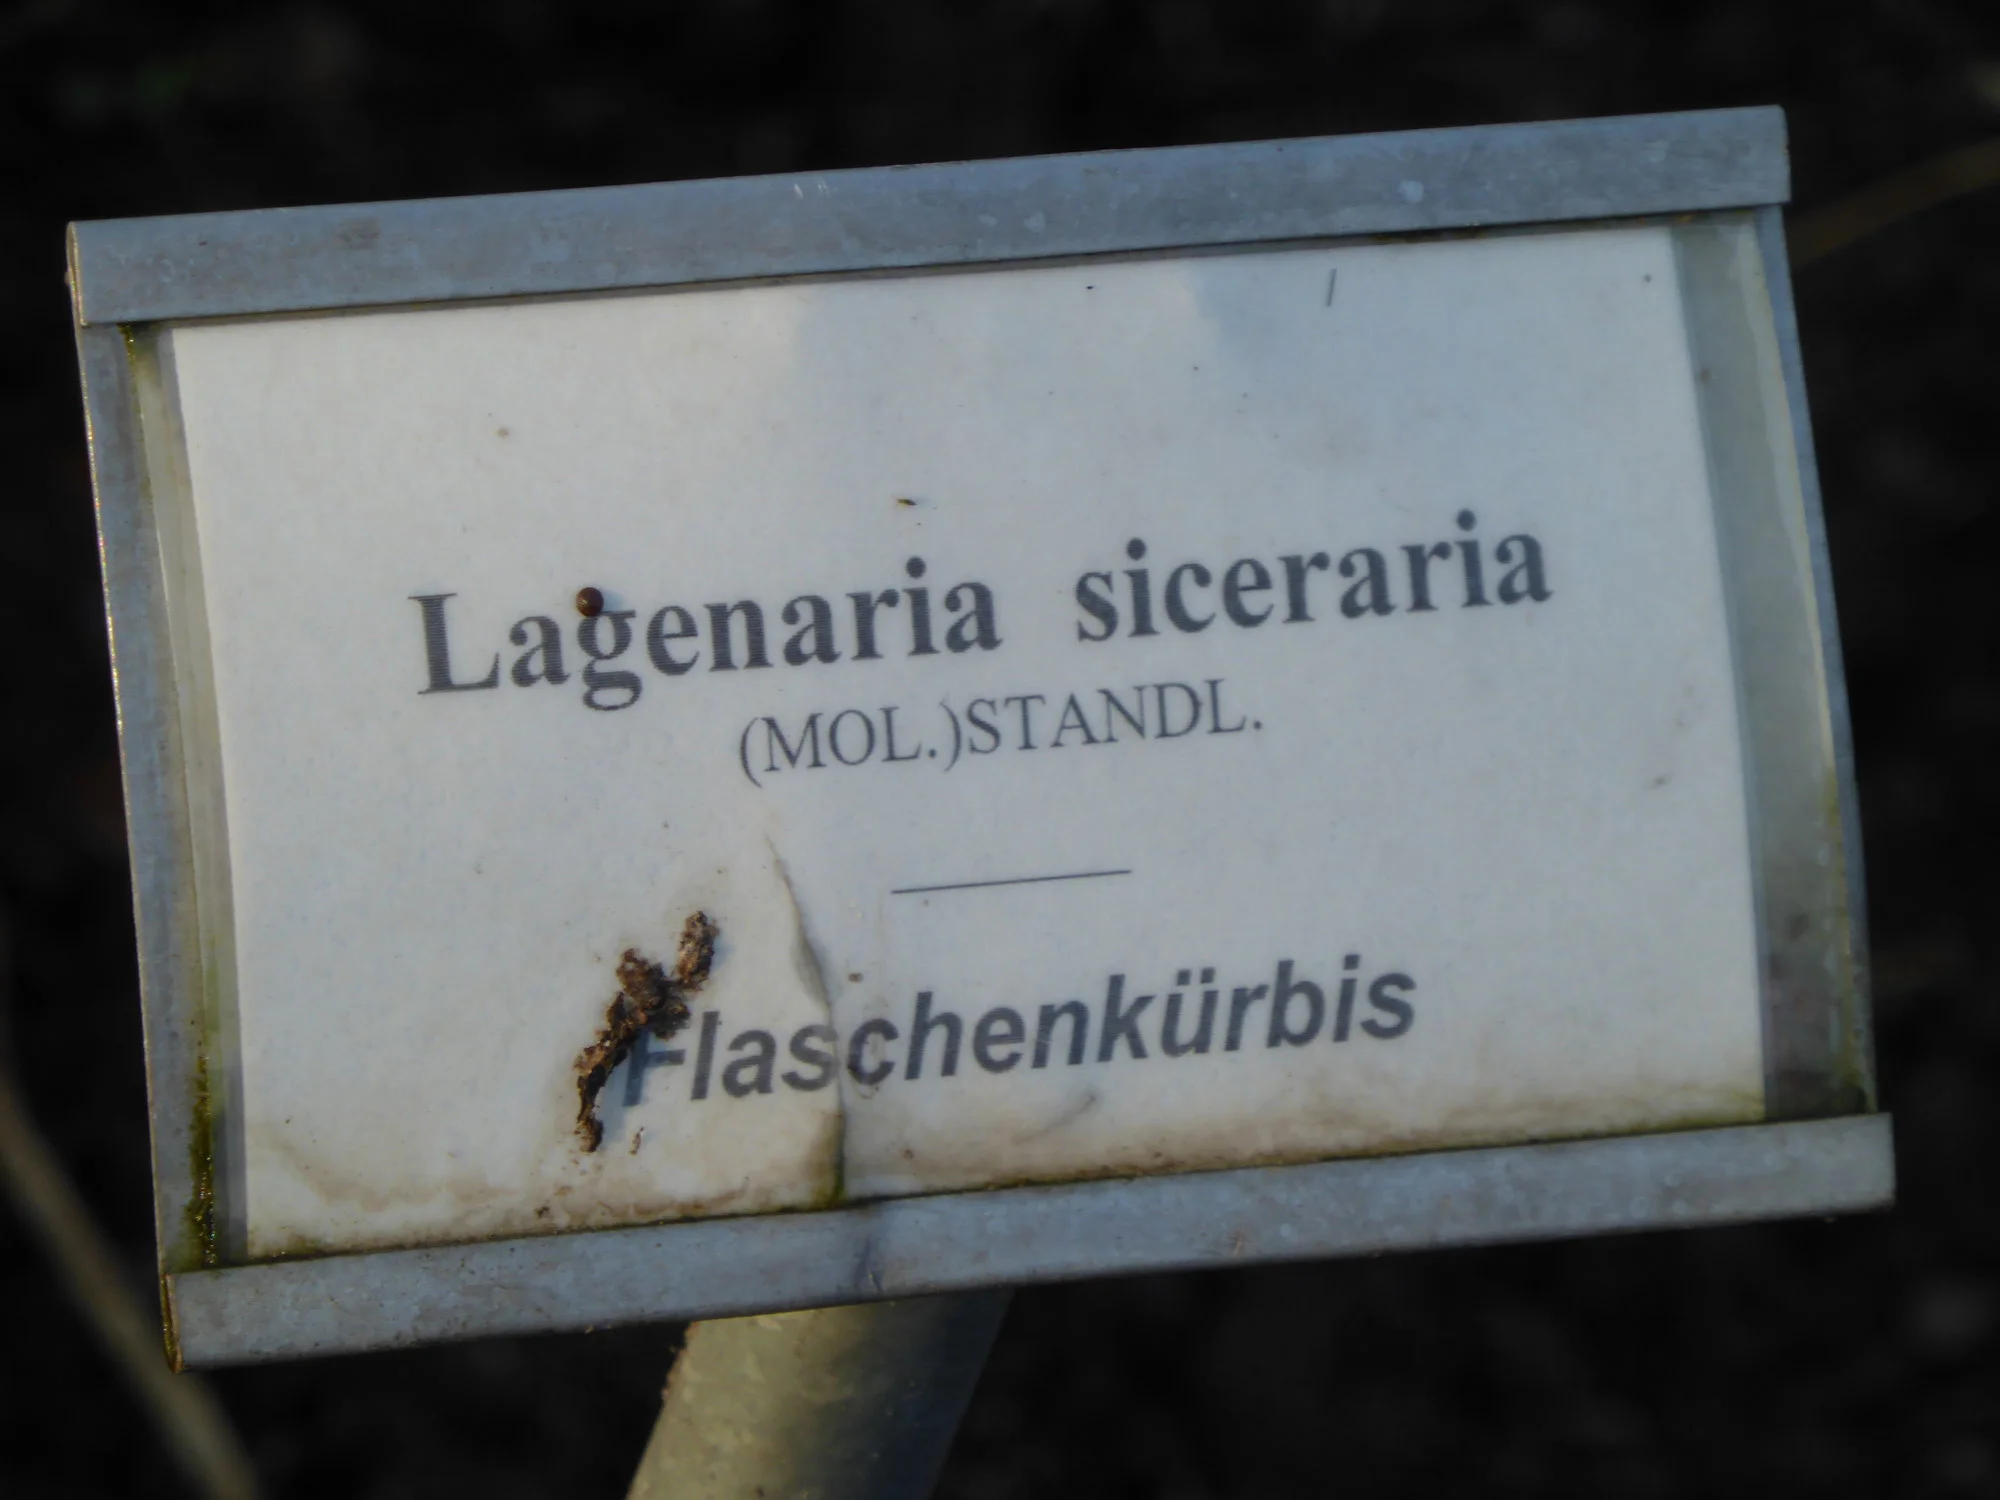 Lagenaria siceraria
(MOL.)STANDL.
Flaschenkürbis